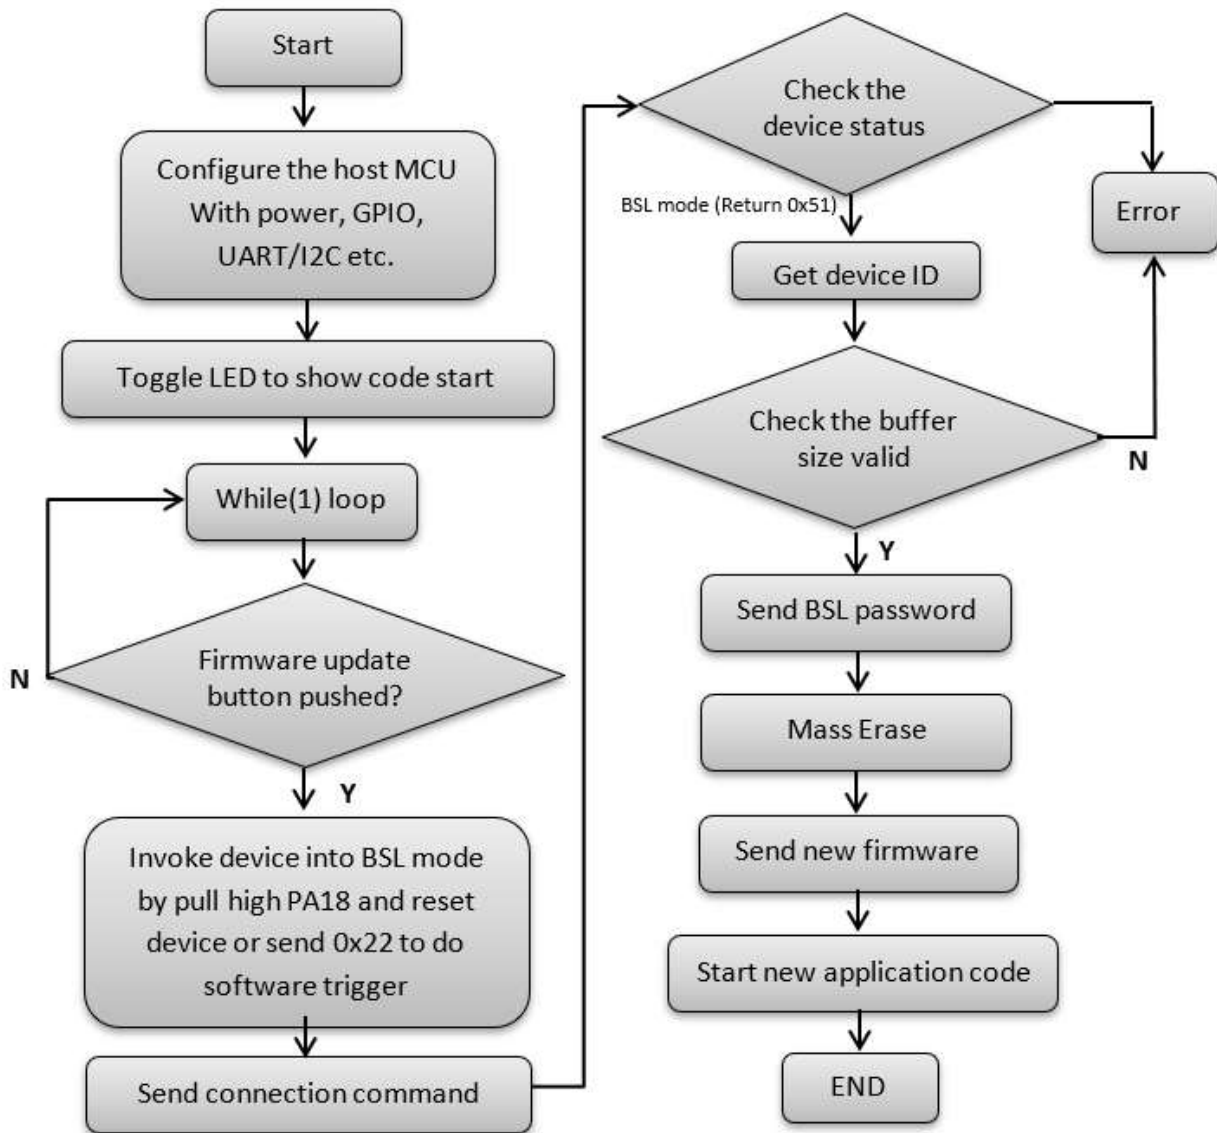 Start
Configure the host MCU
With power, GPIO,
UART/I2C etc.
Toggle LED to show code start
While(1) loop
Firmware update
button pushed?
N
Y
Invoke device into BSL mode
by pull high PA18 and reset
device or send 0x22 to do
software trigger
Send connection command
Check the
device status
BSL mode (Return 0x51)
Error
Get device ID
Check the buffer
size valid
N
Y
Send BSL password
Mass Erase
Send new firmware
Start new application code
END